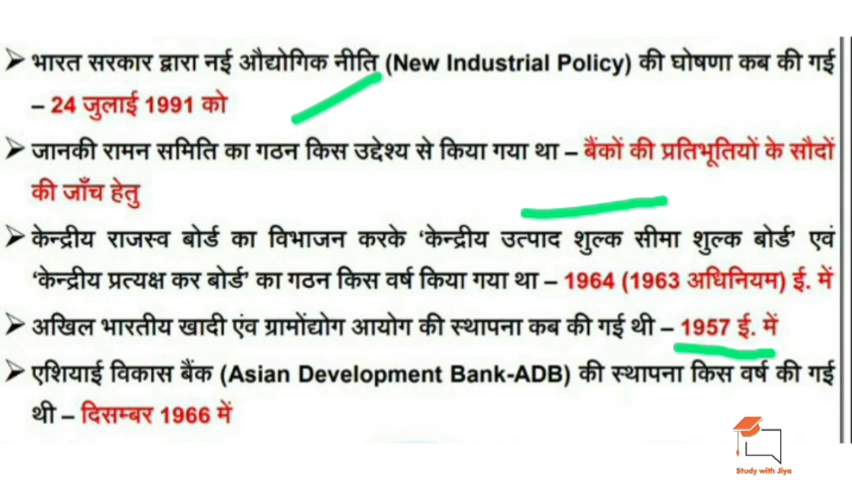 ➤ भारत सरकार द्वारा नई औद्योगिक नीति (New Industrial Policy) की घोषणा कब की गई
– 24 जुलाई 1991 को
➤ जानकी रामन समिति का गठन किस उद्देश्य से किया गया था – बैंकों की प्रतिभूतियों के सौदों
की जाँच हेतु
➤ केन्द्रीय राजस्व बोर्ड का विभाजन करके ‘केन्द्रीय उत्पाद शुल्क सीमा शुल्क बोर्ड’ एवं
‘केन्द्रीय प्रत्यक्ष कर बोर्ड’ का गठन किस वर्ष किया गया था – 1964 (1963 अधिनियम) ई. में
➤ अखिल भारतीय खादी एंव ग्रामोंद्योग आयोग की स्थापना कब की गई थी – 1957 ई. में
➤ एशियाई विकास बैंक (Asian Development Bank-ADB) की स्थापना किस वर्ष की गई
थी – दिसम्बर 1966 में
Study with Jiya